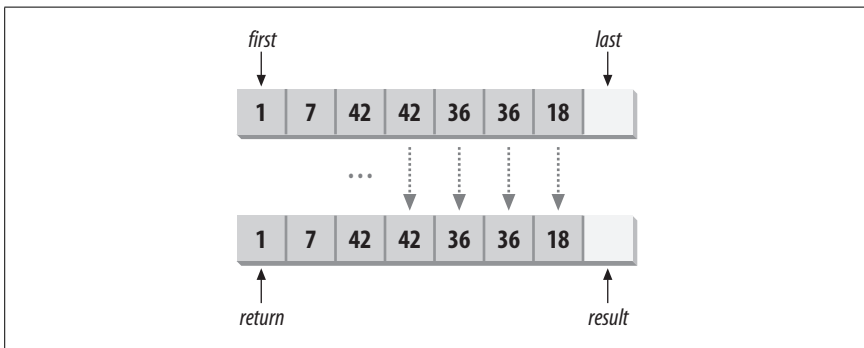 first last
1 7 42 42 36 36 18
...
1 7 42 42 36 36 18
return result